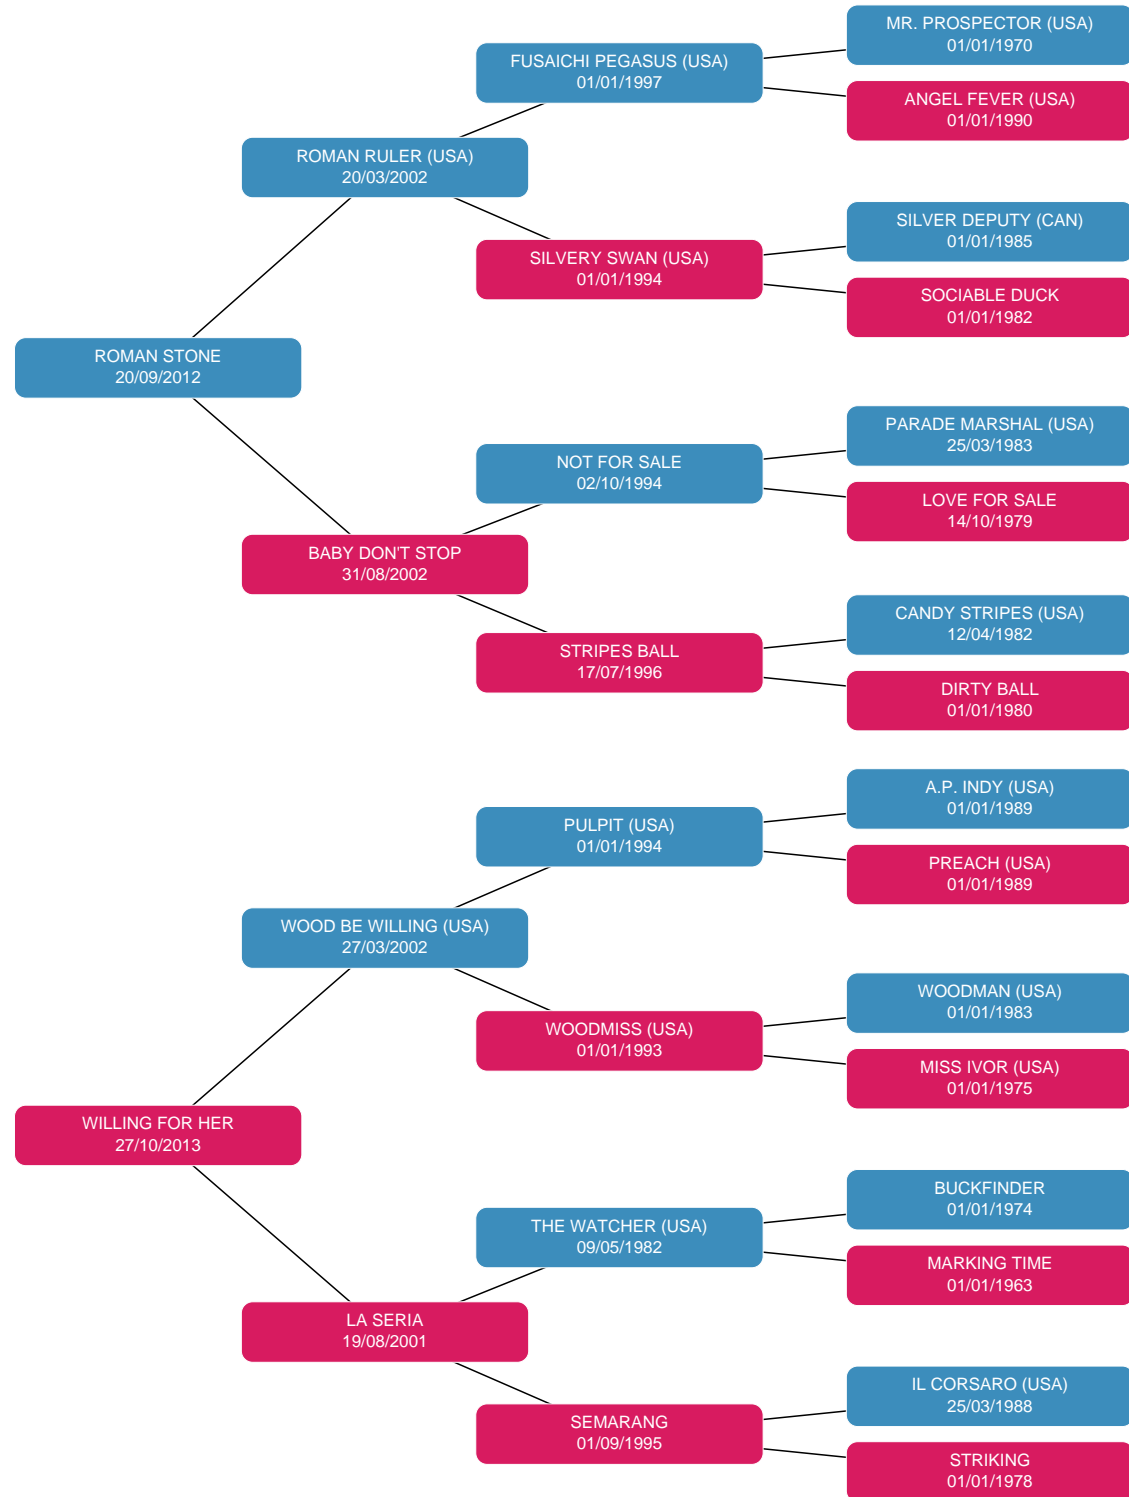 MR. PROSPECTOR (USA)
01/01/1970
FUSAICHI PEGASUS (USA)
01/01/1997
ANGEL FEVER (USA)
01/01/1990
ROMAN RULER (USA)
20/03/2002
SILVER DEPUTY (CAN)
01/01/1985
SILVERY SWAN (USA)
01/01/1994
SOCIABLE DUCK
01/01/1982
ROMAN STONE
20/09/2012
PARADE MARSHAL (USA)
25/03/1983
NOT FOR SALE
02/10/1994
LOVE FOR SALE
14/10/1979
BABY DON'T STOP
31/08/2002
CANDY STRIPES (USA)
12/04/1982
STRIPES BALL
17/07/1996
DIRTY BALL
01/01/1980
A.P. INDY (USA)
01/01/1989
PULPIT (USA)
01/01/1994
PREACH (USA)
01/01/1989
WOOD BE WILLING (USA)
27/03/2002
WOODMAN (USA)
01/01/1983
WOODMISS (USA)
01/01/1993
MISS IVOR (USA)
01/01/1975
WILLING FOR HER
27/10/2013
BUCKFINDER
01/01/1974
THE WATCHER (USA)
09/05/1982
MARKING TIME
01/01/1963
LA SERIA
19/08/2001
IL CORSARO (USA)
25/03/1988
SEMARANG
01/09/1995
STRIKING
01/01/1978